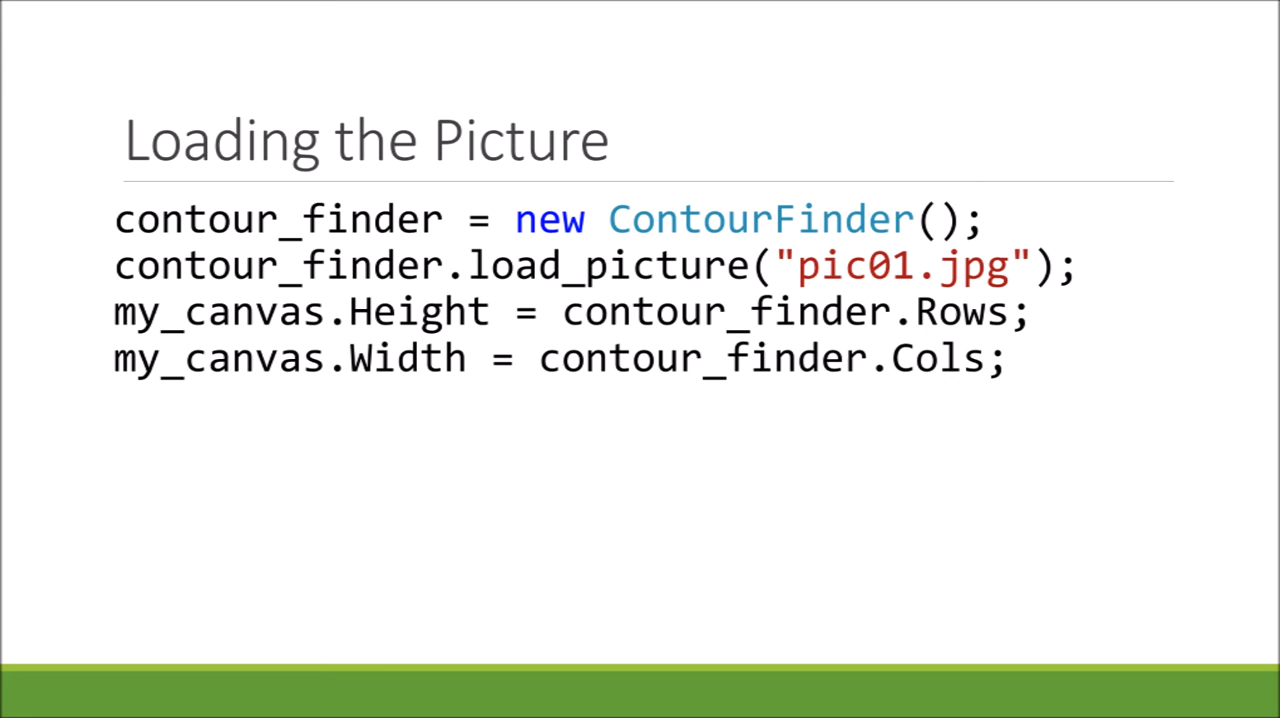 Loading the Picture
contour_finder = new ContourFinder();
contour_finder.load_picture("pic01.jpg");
my_canvas.Height = contour_finder.Rows;
my_canvas.Width = contour_finder.Cols;